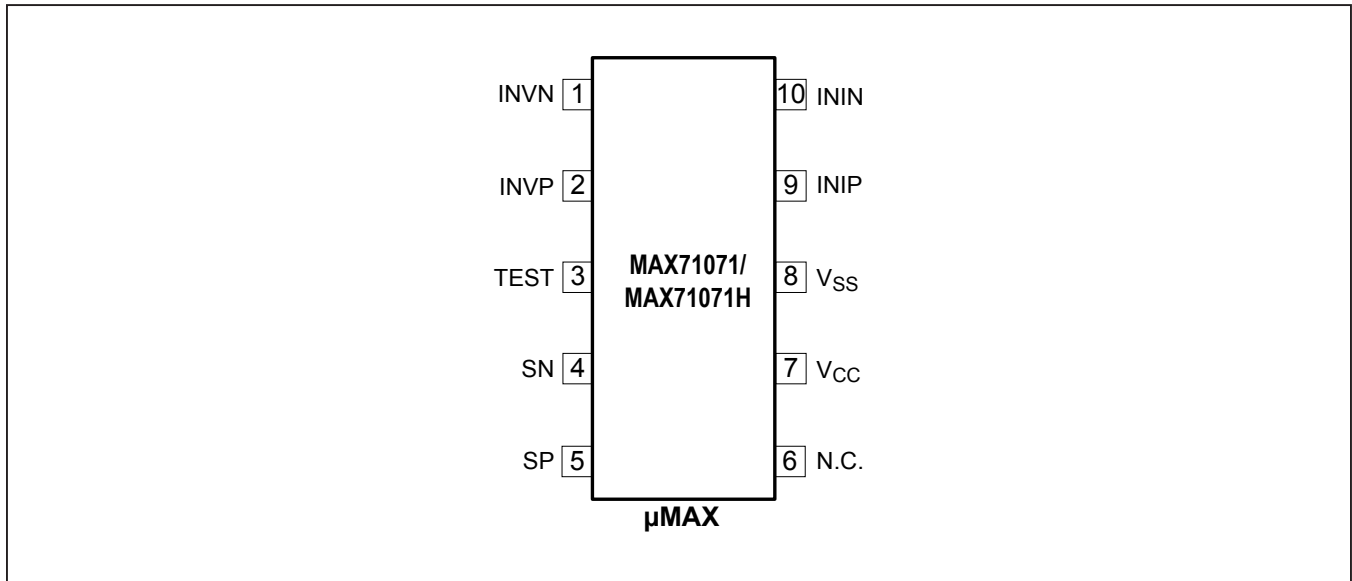 INVN 1
10 ININ
INVP 2
9 INIP
TEST 3
MAX71071/
MAX71071H
8 VSS
SN 4
7 VCC
SP 5
6 N.C.
µMAX